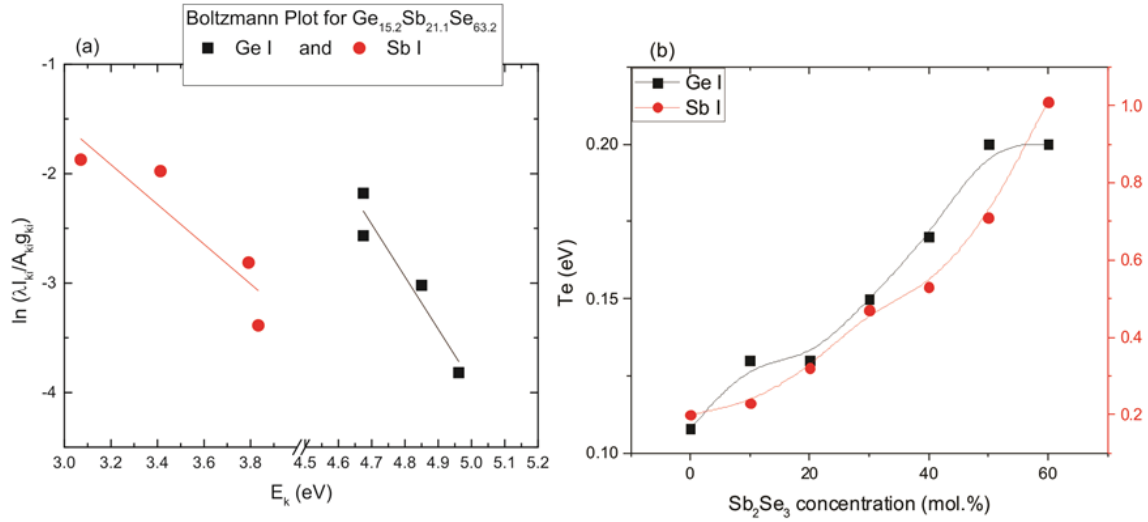 Boltzmann Plot for Ge15.2Sb21.1Se63.2
Ge I and Sb I
(a)
-1
-2
-3
-4
ln (λIki/Akigki)
3.0 3.2 3.4 3.6 3.8 4.5 4.6 4.7 4.8 4.9 5.0 5.1 5.2
Ek (eV)
(b)
Ge I
Sb I
0.20
0.15
0.10
Te (eV)
1.0
0.8
0.6
0.4
0.2
0 20 40 60
Sb2Se3 concentration (mol.%)